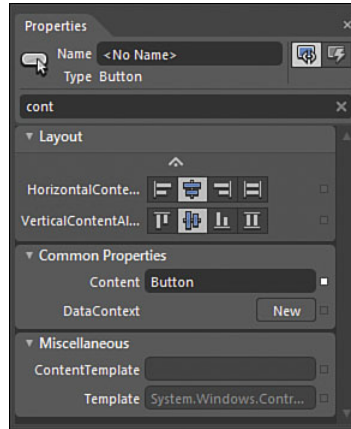 Properties
Name <No Name>
Type Button
cont
Layout
HorizontalConte...
VerticalContentAl...
Common Properties
Content Button
DataContext New
Miscellaneous
ContentTemplate
Template System.Windows.Contr...